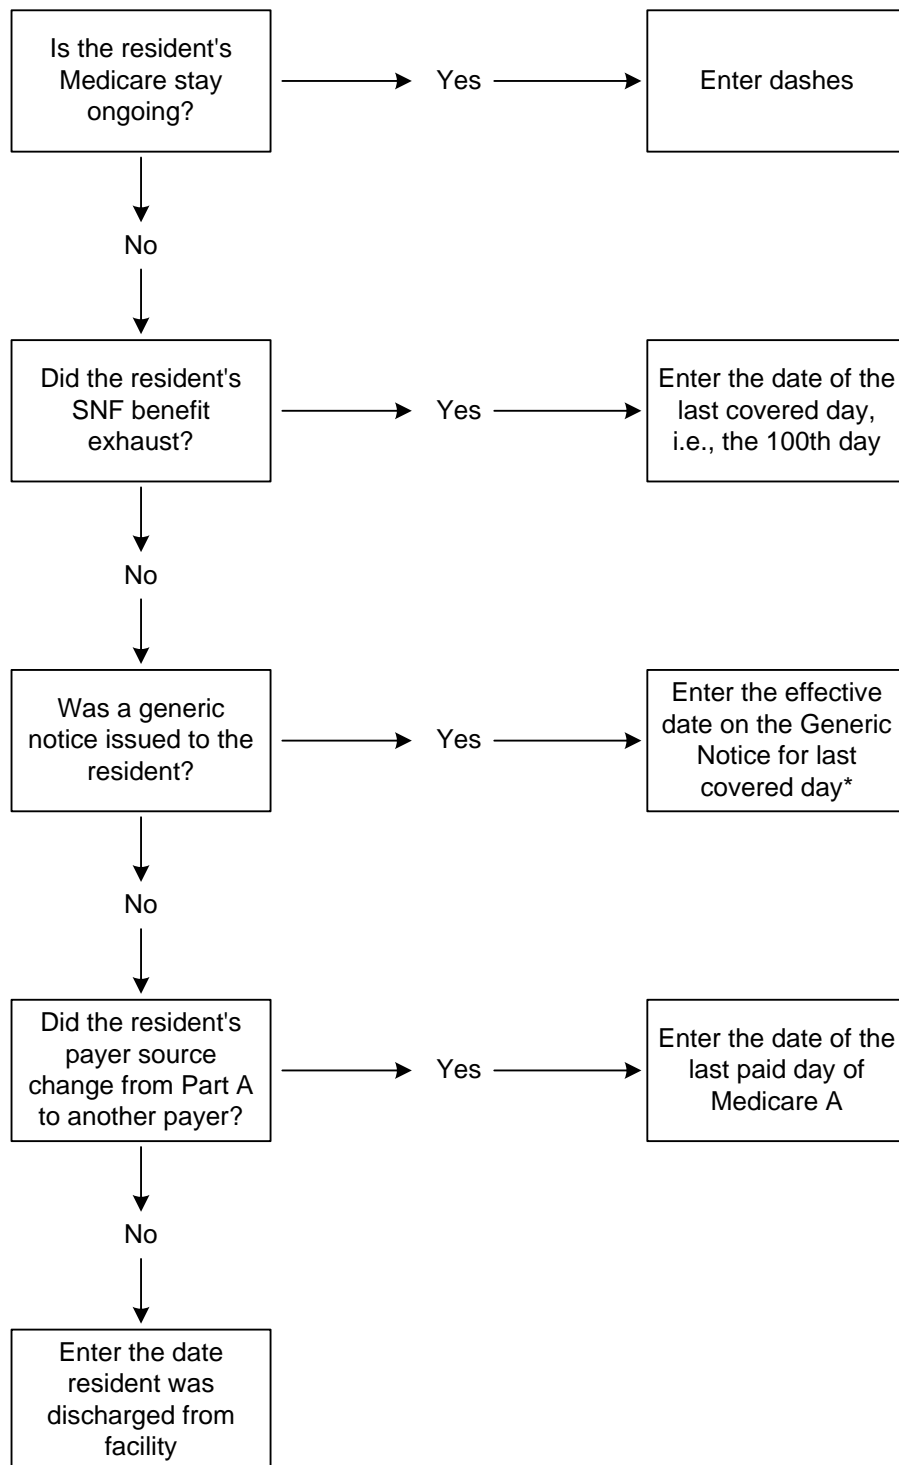 Is the resident's
Medicare stay
ongoing?
Yes
Enter dashes
No
Did the resident's
SNF benefit
exhaust?
Yes
Enter the date of the
last covered day,
i.e., the 100th day
No
Was a generic
notice issued to the
resident?
Yes
Enter the effective
date on the Generic
Notice for last
covered day*
No
Did the resident's
payer source
change from Part A
to another payer?
Yes
Enter the date of the
last paid day of
Medicare A
No
Enter the date
resident was
discharged from
facility